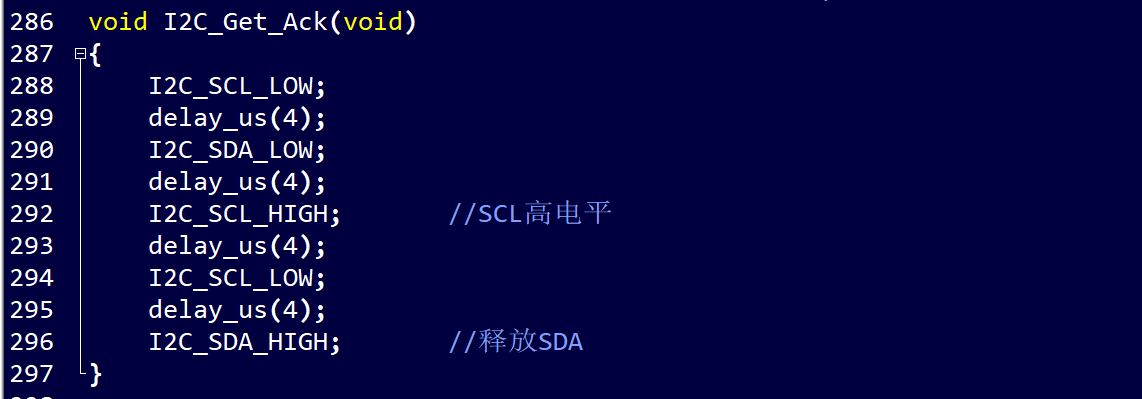 286 void I2C_Get_Ack(void)
287 {
288 I2C_SCL_LOW;
289 delay_us(4);
290 I2C_SDA_LOW;
291 delay_us(4);
292 I2C_SCL_HIGH; //SCL高电平
293 delay_us(4);
294 I2C_SCL_LOW;
295 delay_us(4);
296 I2C_SDA_HIGH; //释放SDA
297 }